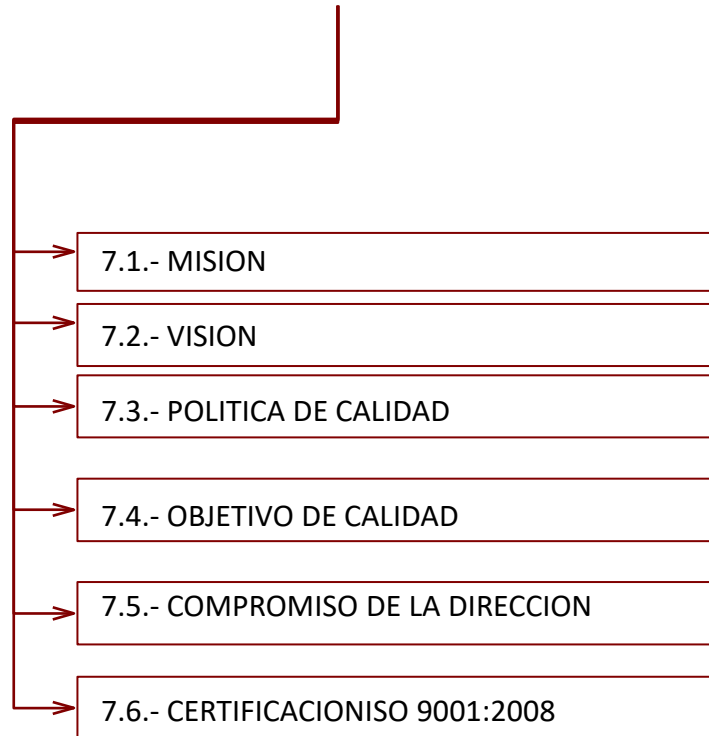 7.1.- MISION
7.2.- VISION
7.3.- POLITICA DE CALIDAD
7.4.- OBJETIVO DE CALIDAD
7.5.- COMPROMISO DE LA DIRECCION
7.6.- CERTIFICACIONISO 9001:2008